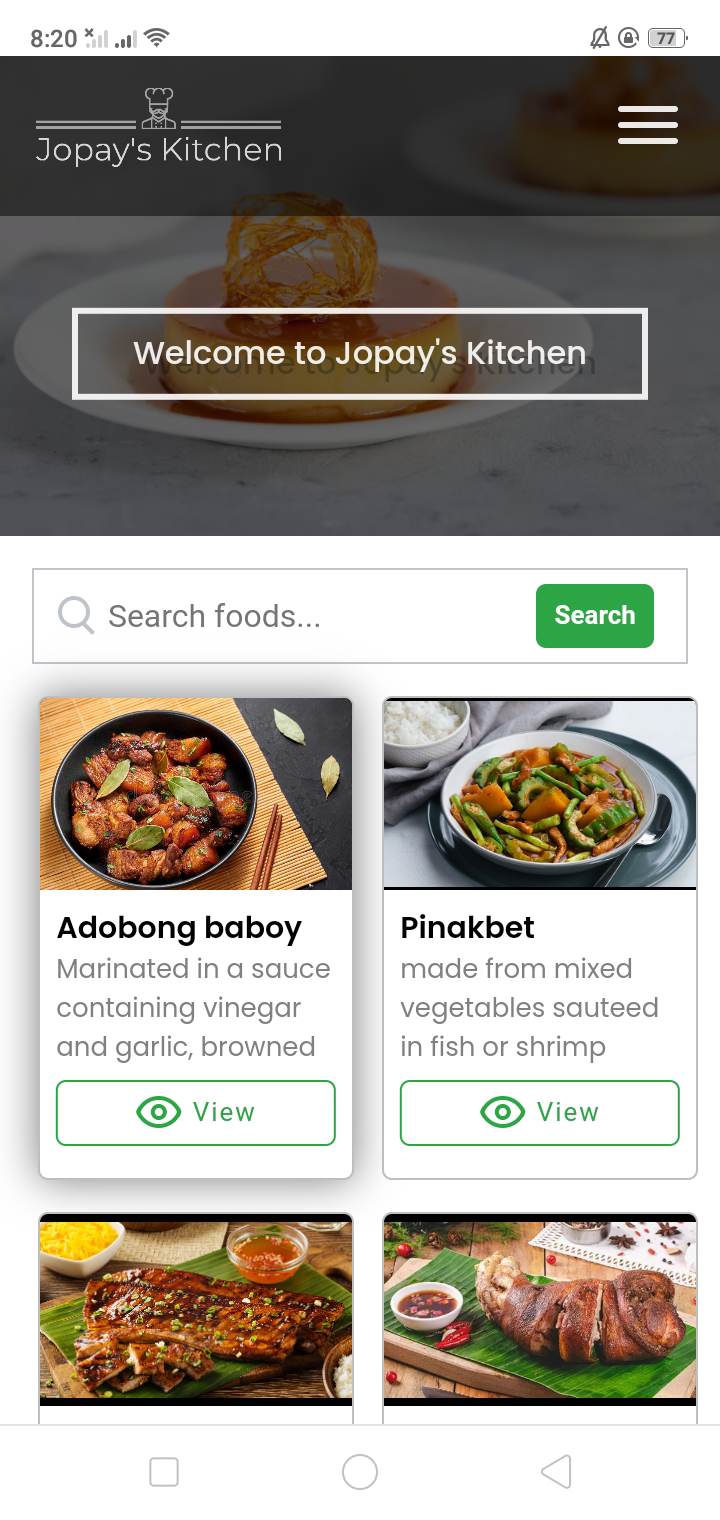 8:20
77
Jopay's Kitchen
Welcome to Jopay's Kitchen
Search foods...
Search
Adobong baboy
Marinated in a sauce
containing vinegar
and garlic, browned
View
Pinakbet
made from mixed
vegetables sauteed
in fish or shrimp
View